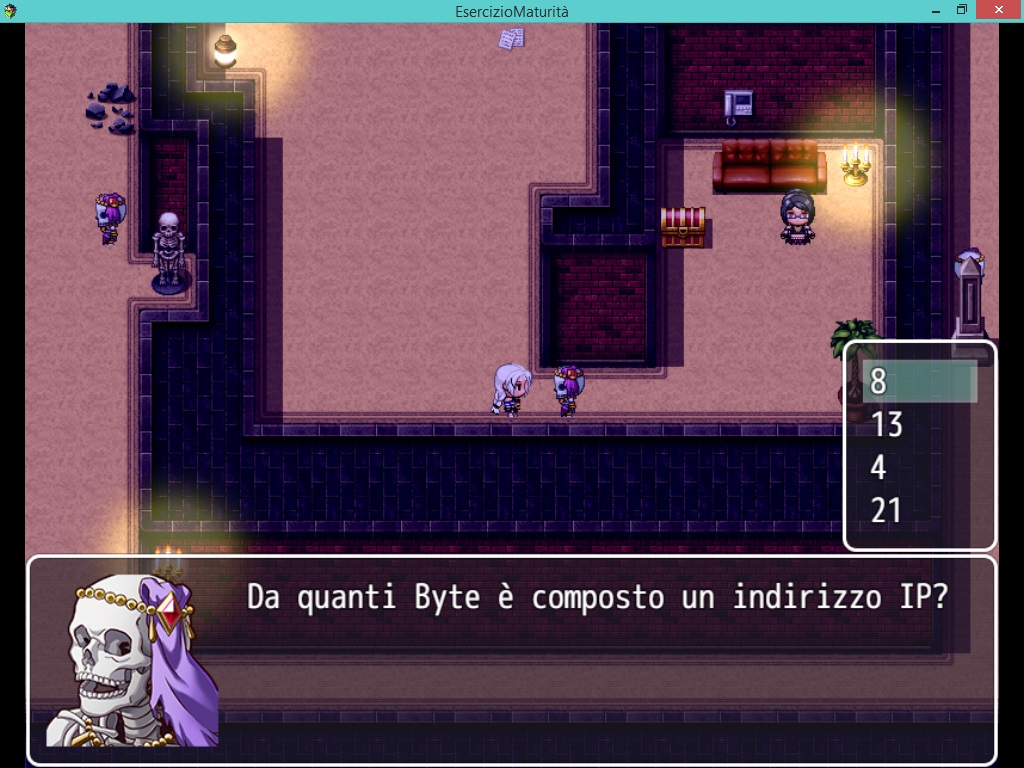 EsercizioMaturità
8
13
4
21
Da quanti Byte è composto un indirizzo IP?